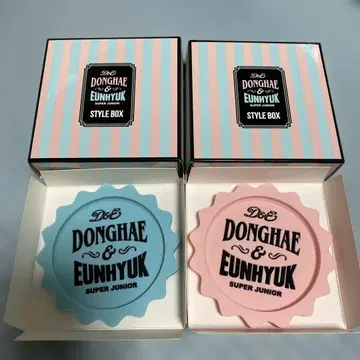 D&E
DONGHAE
&
EUNHYUK
SUPER JUNIOR
STYLE BOX
D&E
DONGHAE
&
EUNHYUK
SUPER JUNIOR
STYLE BOX
D&E
DONGHAE
&
EUNHYUK
SUPER JUNIOR
D&E
DONGHAE
&
EUNHYUK
SUPER JUNIOR